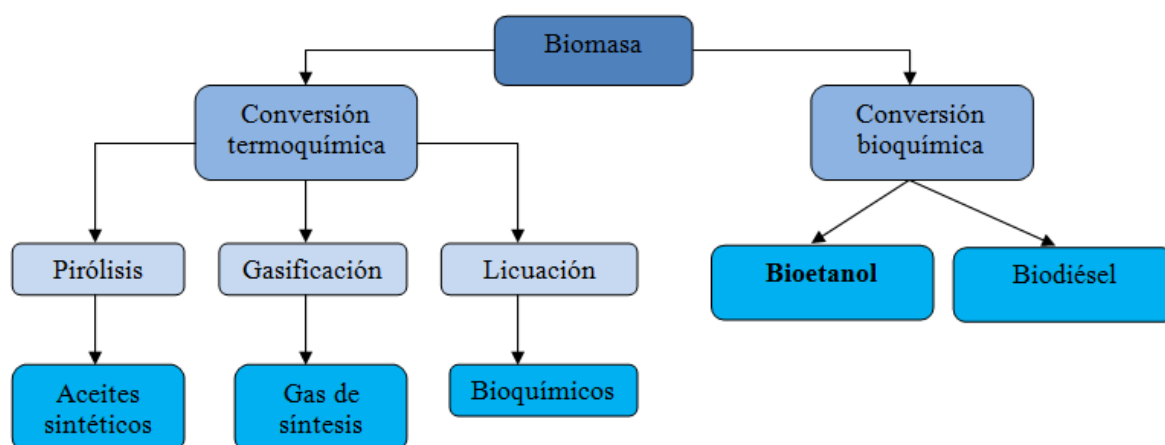 Biomasa
Conversión
termoquímica
Conversión
bioquímica
Pirólisis
Gasificación
Licuación
Bioetanol
Biodiésel
Aceites
sintéticos
Gas de
síntesis
Bioquímicos